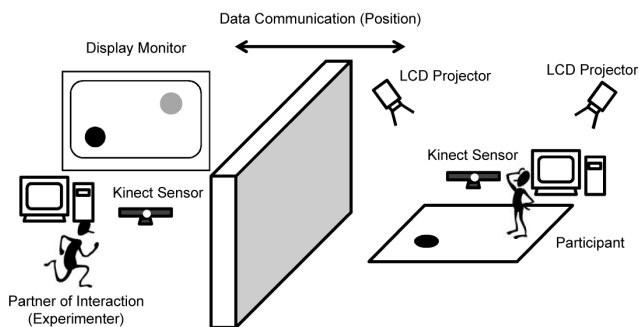 Data Communication (Position)
Display Monitor
LCD Projector
LCD Projector
Kinect Sensor
Kinect Sensor
Participant
Partner of Interaction
(Experimenter)